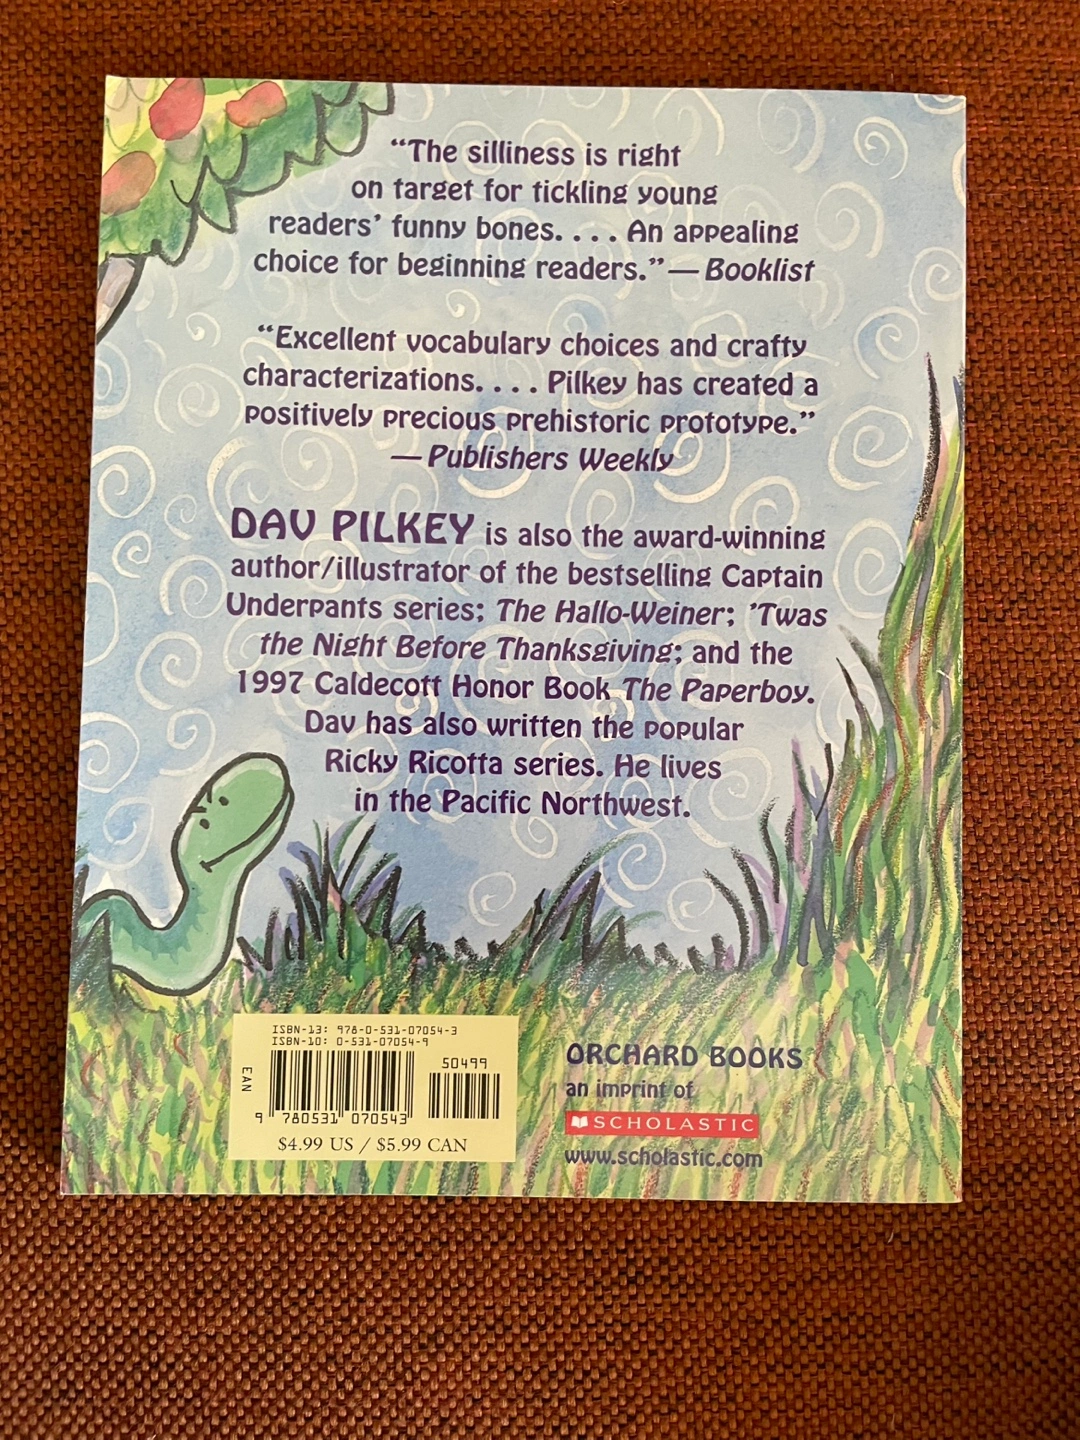 “The silliness is right
on target for tickling young
readers’ funny bones. . . . An appealing
choice for beginning readers.”—Booklist
“Excellent vocabulary choices and crafty
characterizations. . . . Pilkey has created a
positively precious prehistoric prototype.”
—Publishers Weekly
DAV PILKEY is also the award-winning
author/illustrator of the bestselling Captain
Underpants series; The Hallo-Weiner; ’Twas
the Night Before Thanksgiving; and the
1997 Caldecott Honor Book The Paperboy.
Dav has also written the popular
Ricky Ricotta series. He lives
in the Pacific Northwest.
ISBN-13: 978-0-531-07054-3
ISBN-10: 0-531-07054-9
50499
EAN
9 780531 070543
$4.99 US / $5.99 CAN
ORCHARD BOOKS
an imprint of
SCHOLASTIC
www.scholastic.com